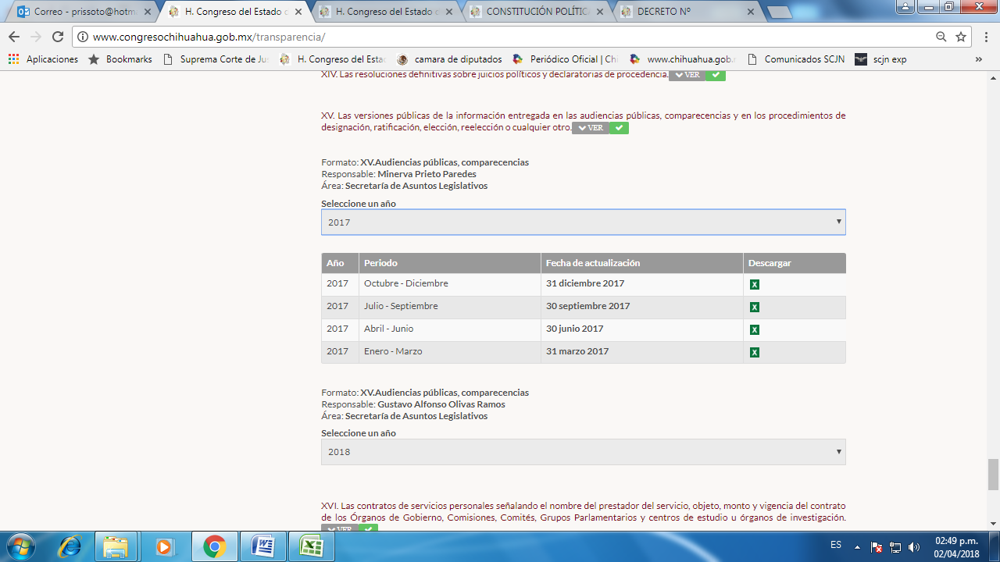 Correo - prissoto@hotm
H. Congreso del Estado
H. Congreso del Estado
CONSTITUCIÓN POLÍTIC
DECRETO Nº
www.congresochihuahua.gob.mx/transparencia/
Aplicaciones
Bookmarks
Suprema Corte de Jus
H. Congreso del Estad
camara de diputados
Periódico Oficial | Chi
www.chihuahua.gob.
Comunicados SCJN
scjn exp
»
XIV. Las resoluciones definitivas sobre juicios políticos y declaratorias de procedencia. VER
XV. Las versiones públicas de la información entregada en las audiencias públicas, comparecencias y en los procedimientos de
designación, ratificación, elección, reelección o cualquier otro. VER
Formato: XV.Audiencias públicas, comparecencias
Responsable: Minerva Prieto Paredes
Área: Secretaría de Asuntos Legislativos
Seleccione un año
2017
Año Periodo Fecha de actualización Descargar
2017 Octubre - Diciembre 31 diciembre 2017
2017 Julio - Septiembre 30 septiembre 2017
2017 Abril - Junio 30 junio 2017
2017 Enero - Marzo 31 marzo 2017
Formato: XV.Audiencias públicas, comparecencias
Responsable: Gustavo Alfonso Olivas Ramos
Área: Secretaría de Asuntos Legislativos
Seleccione un año
2018
XVI. Las contratos de servicios personales señalando el nombre del prestador del servicio, objeto, monto y vigencia del contrato
de los Órganos de Gobierno, Comisiones, Comités, Grupos Parlamentarios y centros de estudio u órganos de investigación.
VER
ES
02:49 p.m.
02/04/2018